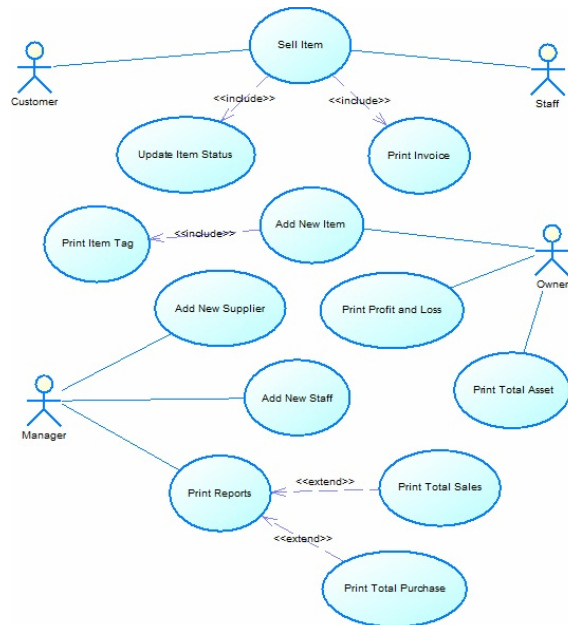 Sell Item
Customer
Staff
<<include>>
<<include>>
Update Item Status
Print Invoice
Add New Item
Print Item Tag
<<include>>
Owner
Add New Supplier
Print Profit and Loss
Print Total Asset
Add New Staff
Manager
Print Reports
<<extend>>
Print Total Sales
<<extend>>
Print Total Purchase